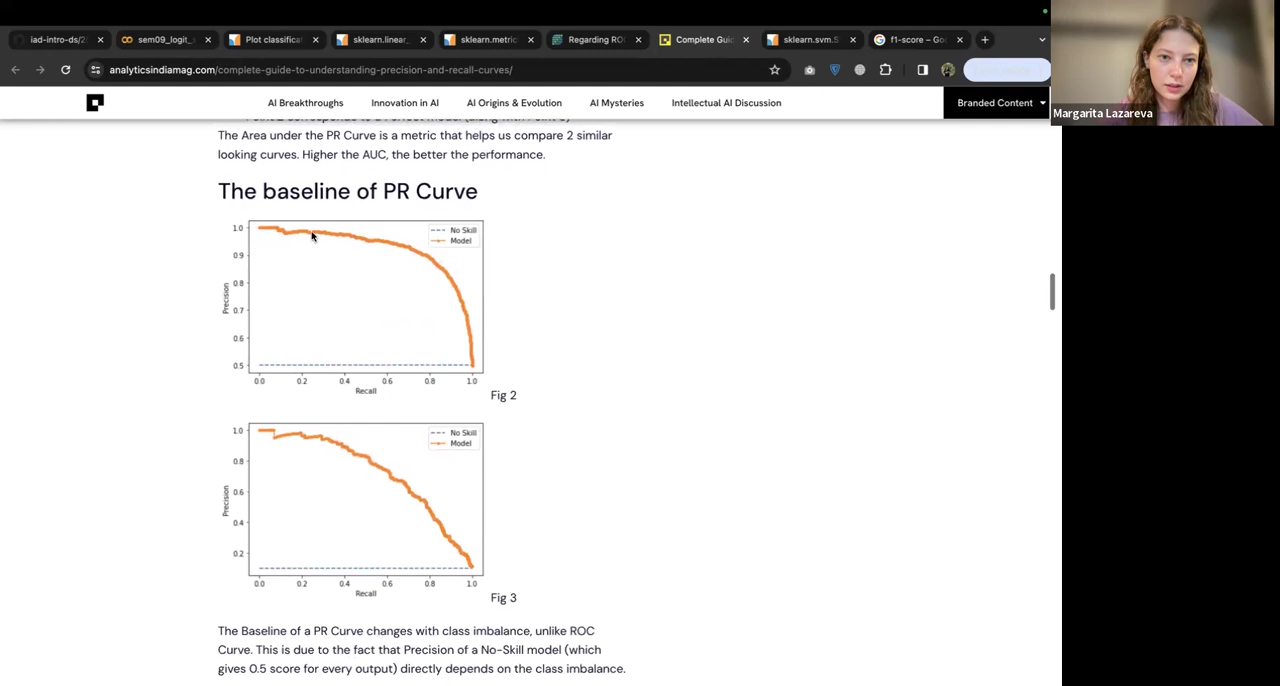 iad-intro-ds/2
sem09_logit_
Plot classifica
sklearn.linear_
sklearn.metric
Regarding RO
Complete Gui
sklearn.svm.S
f1-score – Goo
analyticsindiamag.com/complete-guide-to-understanding-precision-and-recall-curves/
AI Breakthroughs
Innovation in AI
AI Origins & Evolution
AI Mysteries
Intellectual AI Discussion
Branded Content
Margarita Lazareva
The Area under the PR Curve is a metric that helps us compare 2 similar
looking curves. Higher the AUC, the better the performance.
The baseline of PR Curve
1.0
0.9
0.8
0.7
0.6
0.5
Precision
No Skill
Model
0.0 0.2 0.4 0.6 0.8 1.0
Recall
Fig 2
1.0
0.8
0.6
0.4
0.2
Precision
No Skill
Model
0.0 0.2 0.4 0.6 0.8 1.0
Recall
Fig 3
The Baseline of a PR Curve changes with class imbalance, unlike ROC
Curve. This is due to the fact that Precision of a No-Skill model (which
gives 0.5 score for every output) directly depends on the class imbalance.